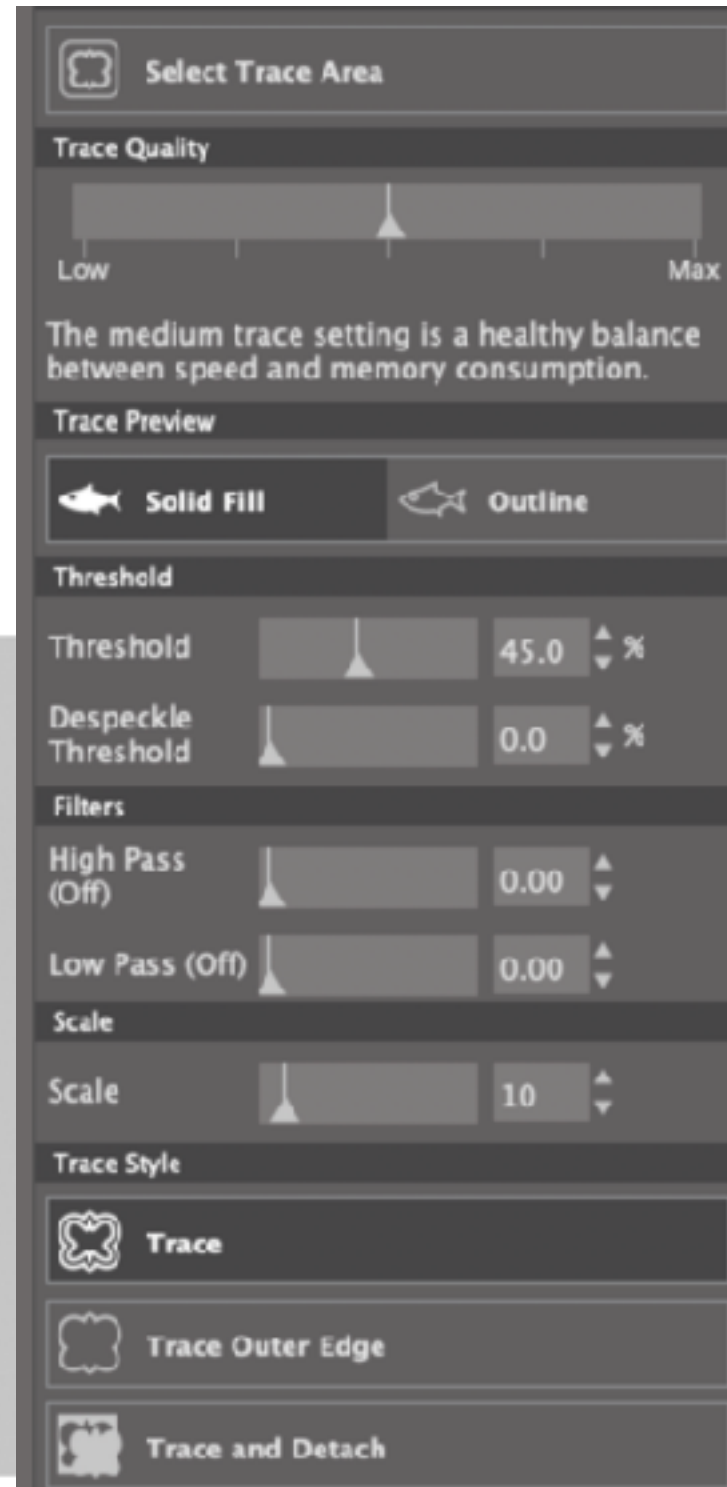 Select Trace Area
Trace Quality
Low Max
The medium trace setting is a healthy balance
between speed and memory consumption.
Trace Preview
Solid Fill Outline
Threshold
Threshold 45.0 %
Despeckle
Threshold 0.0 %
Filters
High Pass
(Off) 0.00
Low Pass (Off) 0.00
Scale
Scale 10
Trace Style
Trace
Trace Outer Edge
Trace and Detach